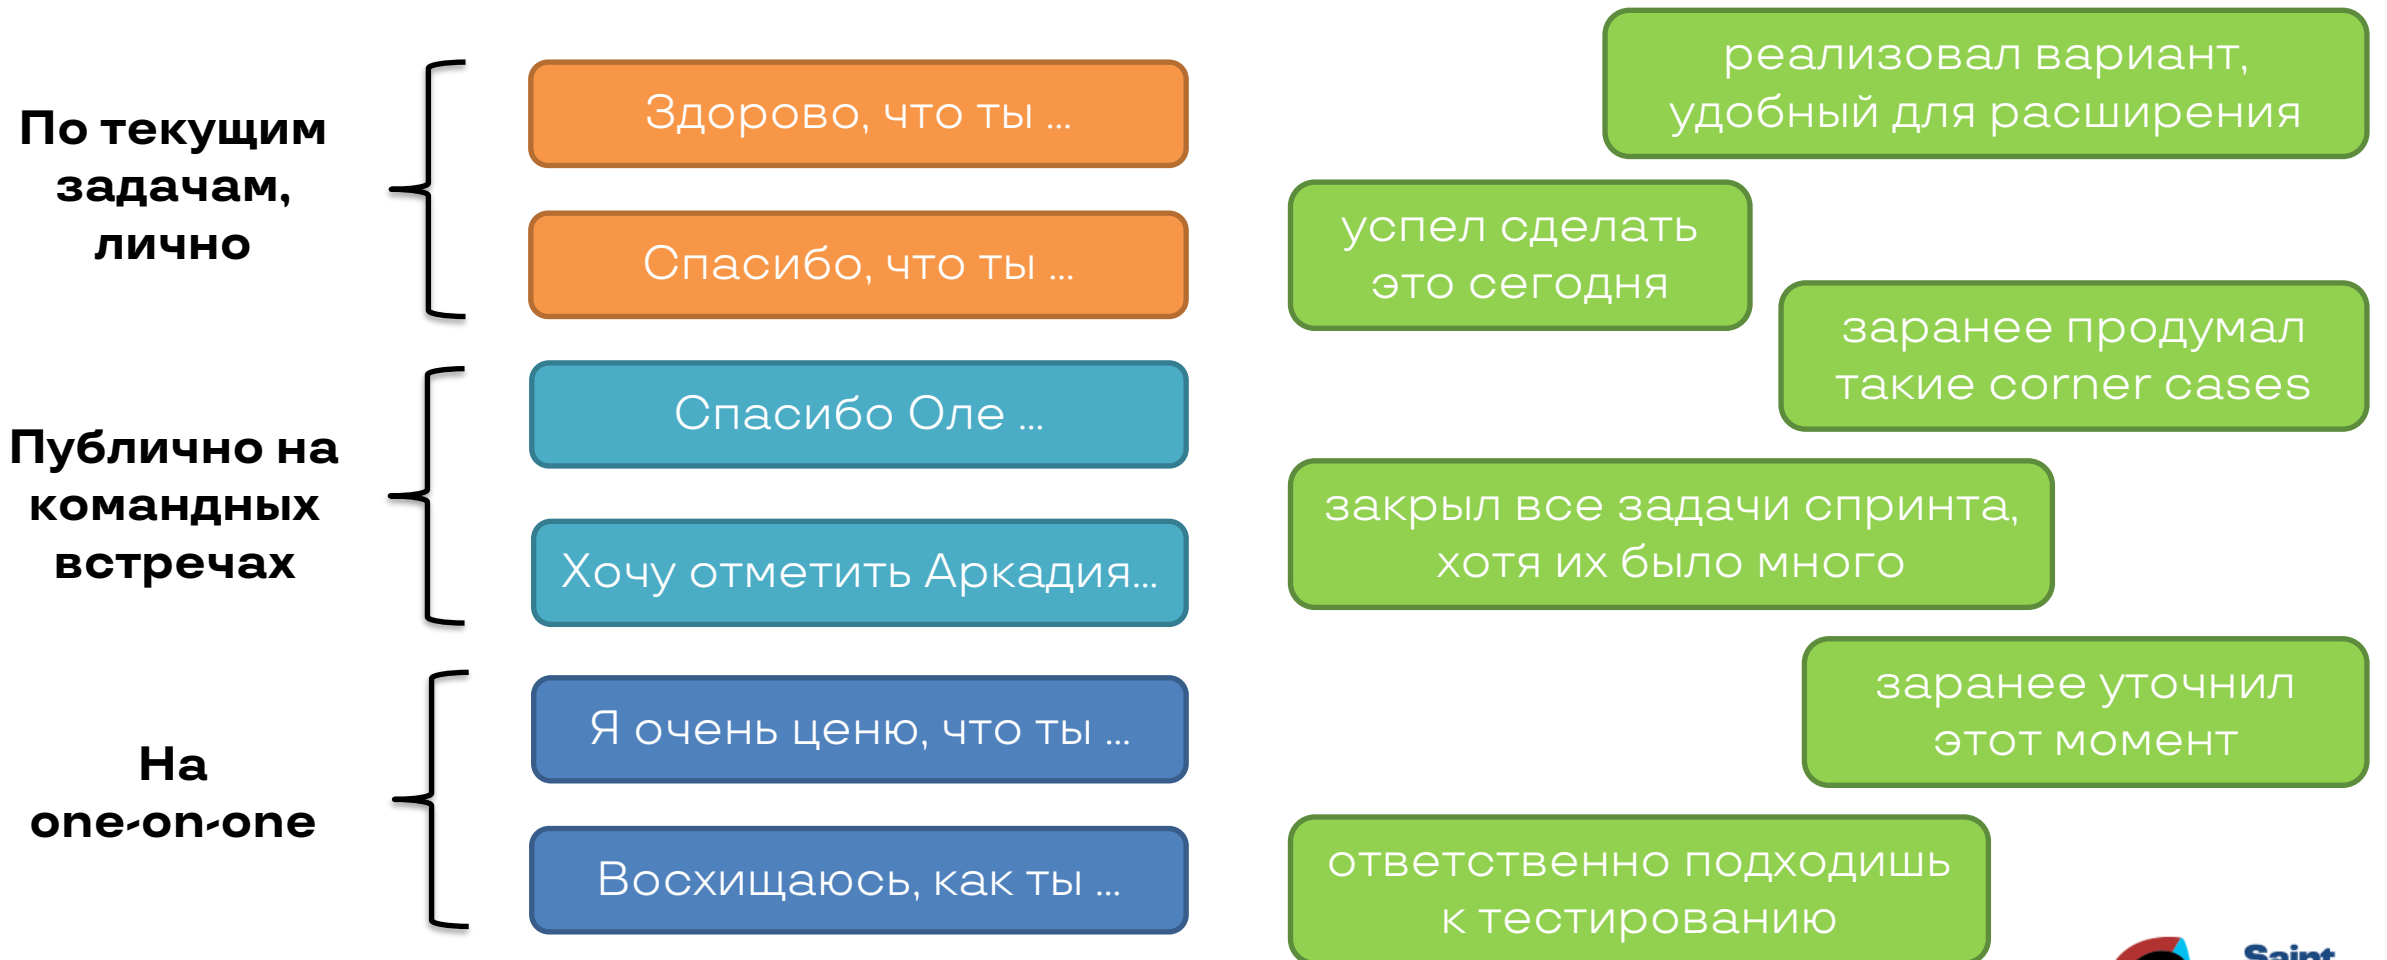 По текущим
задачам,
лично
Здорово, что ты ...
Спасибо, что ты ...
Публично на
командных
встречах
Спасибо Оле ...
Хочу отметить Аркадия...
На
one-on-one
Я очень ценю, что ты ...
Восхищаюсь, как ты ...
реализовал вариант,
удобный для расширения
успел сделать
это сегодня
заранее продумал
такие corner cases
закрыл все задачи спринта,
хотя их было много
заранее уточнил
этот момент
ответственно подходишь
к тестированию
Saint